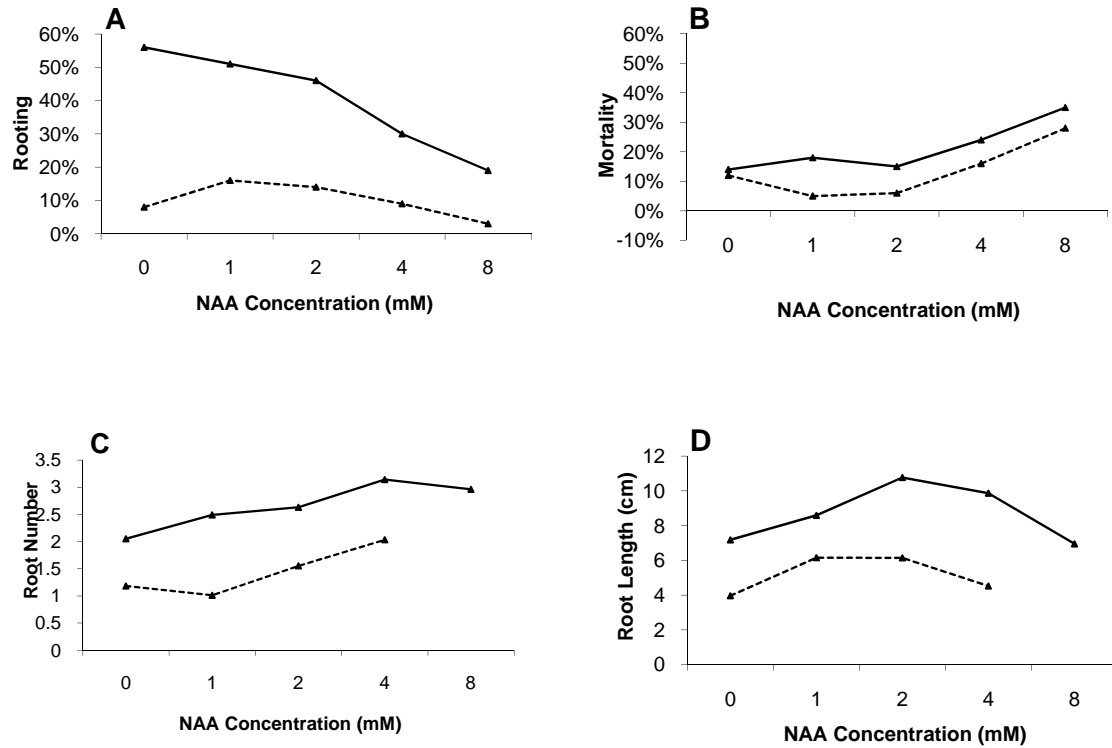 A
60%
50%
40%
30%
20%
10%
0%
Rooting
0 1 2 4 8
NAA Concentration (mM)
B
60%
50%
40%
30%
20%
10%
0%
-10%
Mortality
0 1 2 4 8
NAA Concentration (mM)
C
3.5
3
2.5
2
1.5
1
0.5
0
Root Number
0 1 2 4 8
NAA Concentration (mM)
D
12
10
8
6
4
2
0
Root Length (cm)
0 1 2 4 8
NAA Concentration (mM)